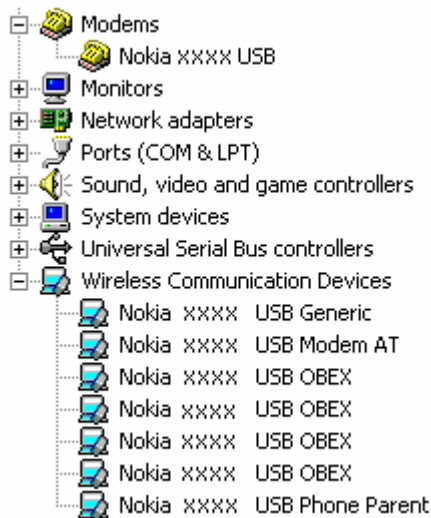 Modems
Nokia xxxx USB
Monitors
Network adapters
Ports (COM & LPT)
Sound, video and game controllers
System devices
Universal Serial Bus controllers
Wireless Communication Devices
Nokia xxxx USB Generic
Nokia xxxx USB Modem AT
Nokia xxxx USB OBEX
Nokia xxxx USB OBEX
Nokia xxxx USB OBEX
Nokia xxxx USB OBEX
Nokia xxxx USB Phone Parent